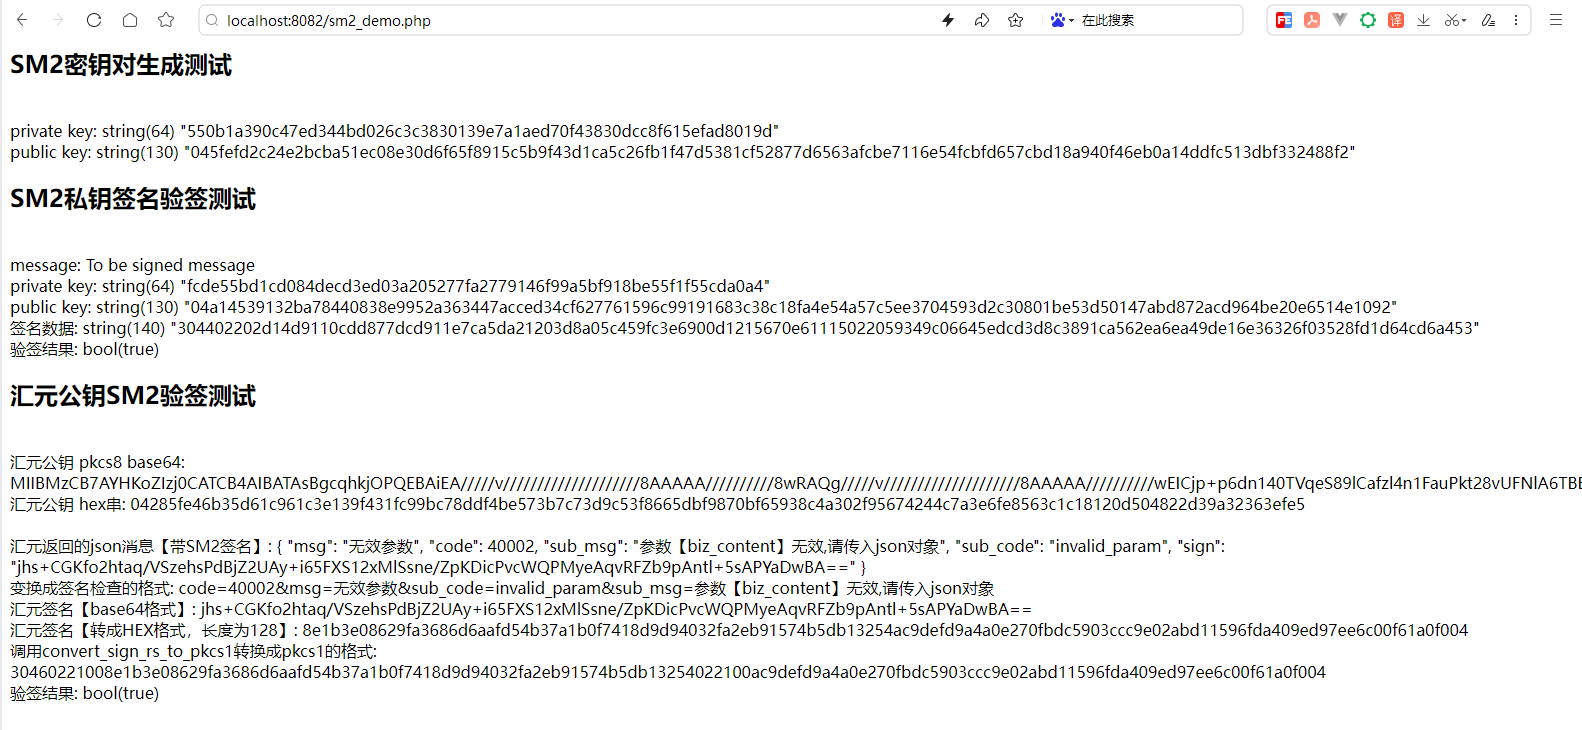 localhost:8082/sm2_demo.php
在此搜索
FE
译
SM2密钥对生成测试
private key: string(64) "550b1a390c47ed344bd026c3c3830139e7a1aed70f43830dcc8f615efad8019d"
public key: string(130) "045fefd2c24e2bcba51ec08e30d6f65f8915c5b9f43d1ca5c26fb1f47d5381cf52877d6563afcbe7116e54fcbfd657cbd18a940f46eb0a14ddfc513dbf332488f2"
SM2私钥签名验签测试
message: To be signed message
private key: string(64) "fcde55bd1cd084decd3ed03a205277fa2779146f99a5bf918be55f1f55cda0a4"
public key: string(130) "04a14539132ba78440838e9952a363447acced34cf627761596c99191683c38c18fa4e54a57c5ee3704593d2c30801be53d50147abd872acd964be20e6514e1092"
签名数据: string(140) "304402202d14d9110cdd877dcd911e7ca5da21203d8a05c459fc3e6900d1215670e61115022059349c06645edcd3d8c3891ca562ea6ea49de16e36326f03528fd1d64cd6a453"
验签结果: bool(true)
汇元公钥SM2验签测试
汇元公钥 pkcs8 base64:
MIIBMzCB7AYHKoZIzj0CATCB4AIBATAsBgcqhkjOPQEBAiEA/////v////////////////////8AAAAA//////////8wRAQg/////v////////////////////8AAAAA//////////wEICjp+p6dn140TVqeS89lCafzl4n1FauPkt28vUFNlA6TBE
汇元公钥 hex串: 04285fe46b35d61c961c3e139f431fc99bc78ddf4be573b7c73d9c53f8665dbf9870bf65938c4a302f95674244c7a3e6fe8563c1c18120d504822d39a32363efe5
汇元返回的json消息【带SM2签名】: { "msg": "无效参数", "code": 40002, "sub_msg": "参数【biz_content】无效,请传入json对象", "sub_code": "invalid_param", "sign":
"jhs+CGKfo2htaq/VSzehsPdBjZ2UAy+i65FXS12xMlSsne/ZpKDicPvcWQPMyeAqvRFZb9pAntl+5sAPYaDwBA==" }
变换成签名检查的格式: code=40002&msg=无效参数&sub_code=invalid_param&sub_msg=参数【biz_content】无效,请传入json对象
汇元签名【base64格式】: jhs+CGKfo2htaq/VSzehsPdBjZ2UAy+i65FXS12xMlSsne/ZpKDicPvcWQPMyeAqvRFZb9pAntl+5sAPYaDwBA==
汇元签名【转成HEX格式，长度为128】: 8e1b3e08629fa3686d6aafd54b37a1b0f7418d9d94032fa2eb91574b5db13254ac9defd9a4a0e270fbdc5903ccc9e02abd11596fda409ed97ee6c00f61a0f004
调用convert_sign_rs_to_pkcs1转换成pkcs1的格式:
30460221008e1b3e08629fa3686d6aafd54b37a1b0f7418d9d94032fa2eb91574b5db13254022100ac9defd9a4a0e270fbdc5903ccc9e02abd11596fda409ed97ee6c00f61a0f004
验签结果: bool(true)